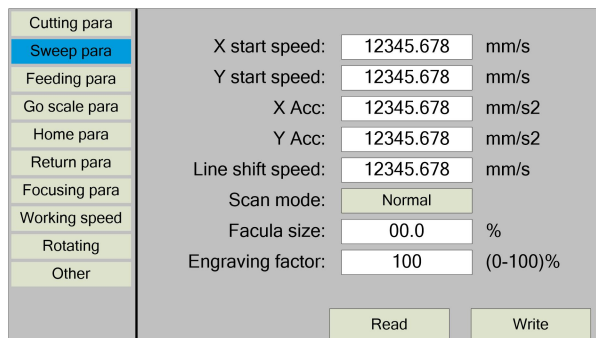 Cutting para
Sweep para
Feeding para
Go scale para
Home para
Return para
Focusing para
Working speed
Rotating
Other
X start speed: 12345.678 mm/s
Y start speed: 12345.678 mm/s
X Acc: 12345.678 mm/s2
Y Acc: 12345.678 mm/s2
Line shift speed: 12345.678 mm/s
Scan mode: Normal
Facula size: 00.0 %
Engraving factor: 100 (0-100)%
Read Write